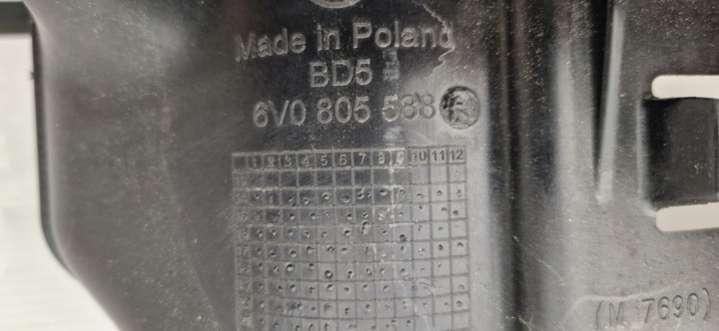 Made in Poland
BD5
6V0 805 588
1 2 3 4 5 6 7 8 9 10 11 12
(M 7690)